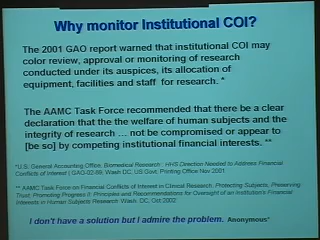 Why monitor Institutional COI?
The 2001 GAO report warned that institutional COI may
color review, approval or monitoring of research
conducted under its auspices, its allocation of
equipment, facilities and staff for research. *
The AAMC Task Force recommended that there be a clear
declaration that the the welfare of human subjects and the
integrity of research … not be compromised or appear to
[be so] by competing institutional financial interests. **
*U.S. General Accounting Office, Biomedical Research: HHS Direction Needed to Address Financial
Conflicts of Interest | GAO-02-89, Wash DC, US Govt. Printing Office Nov 2001
** AAMC Task Force on Financial Conflicts of Interest in Clinical Research. Protecting Subjects, Preserving
Trust, Promoting Progress II: Principles and Recommendations for Oversight of an Institution's Financial
Interests in Human Subjects Research. Wash. DC, Oct 2002
I don't have a solution but I admire the problem. Anonymous*